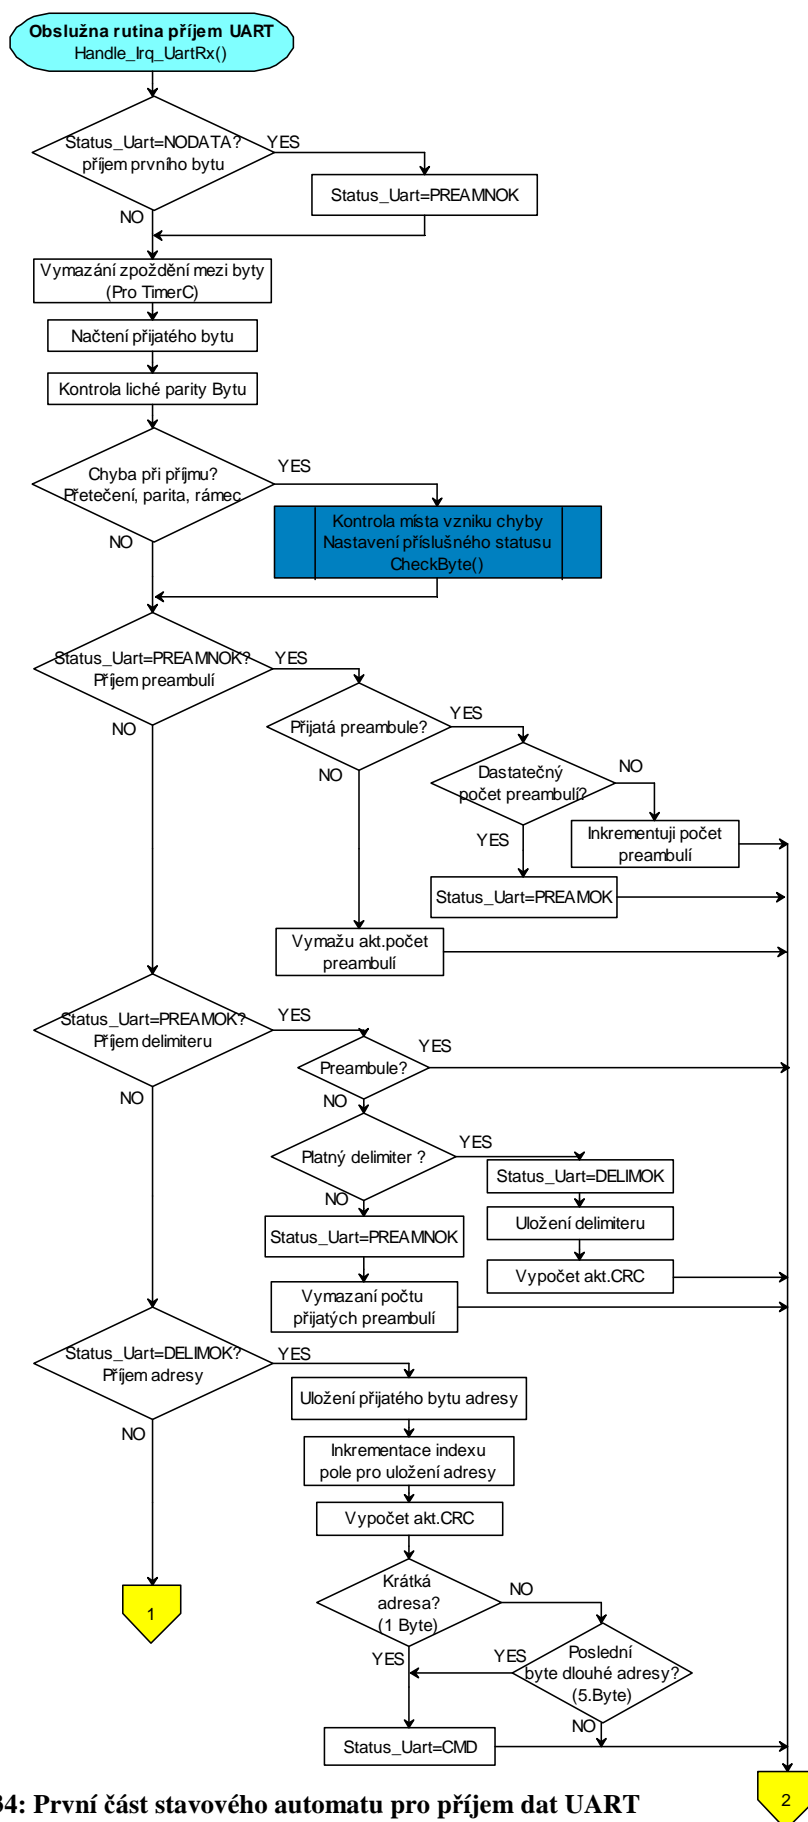 Obslužna rutina příjem UART
Handle_Irq_UartRx()
Status_Uart=NODATA?
příjem prvního bytu
YES
Status_Uart=PREAMNOK
NO
Vymazání zpoždění mezi byty
(Pro TimerC)
Načtení přijatého bytu
Kontrola liché parity Bytu
Chyba při příjmu?
Přetečení, parita, rámec
YES
Kontrola místa vzniku chyby
Nastavení příslušného statusu
CheckByte()
NO
Status_Uart=PREAMNOK?
Příjem preambulí
YES
NO
Přijatá preambule?
YES
NO
Dastatečný
počet preambulí?
NO
YES
Inkrementuji počet
preambulí
Status_Uart=PREAMOK
Vymažu akt.počet
preambulí
Status_Uart=PREAMOK?
Příjem delimiteru
YES
NO
Preambule?
YES
NO
Platný delimiter ?
YES
NO
Status_Uart=DELIMOK
Uložení delimiteru
Vypočet akt.CRC
Status_Uart=PREAMNOK
Vymazaní počtu
přijatých preambulí
Status_Uart=DELIMOK?
Příjem adresy
YES
NO
Uložení přijatého bytu adresy
Inkrementace indexu
pole pro uložení adresy
Vypočet akt.CRC
Krátká
adresa?
(1 Byte)
NO
YES
Poslední
byte dlouhé adresy?
(5.Byte)
YES
NO
Status_Uart=CMD
1
2
34: První část stavového automatu pro příjem dat UART